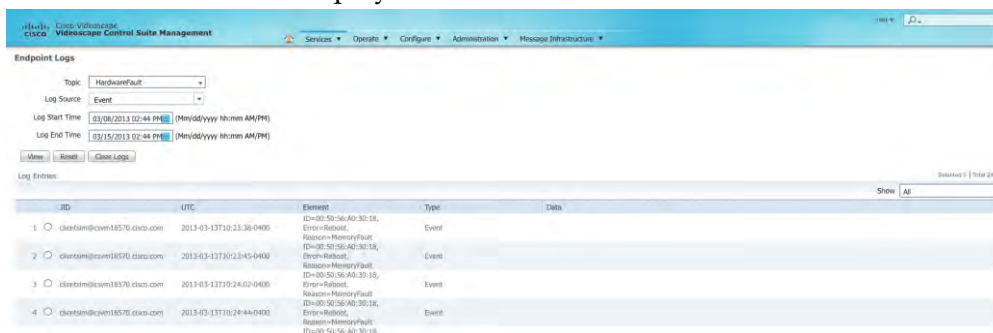 Cisco Videoscape
Videoscape Control Suite Management
Services Operate Configure Administration Message Infrastructure
Endpoint Logs
Topic HardwareFault
Log Source Event
Log Start Time 03/08/2013 02:44 PM (Mm/dd/yyyy hh:mm AM/PM)
Log End Time 03/15/2013 02:44 PM (Mm/dd/yyyy hh:mm AM/PM)
View Reset Clear Logs
Log Entries
Show All
JID UTC Element Type Data
ID=00:50:56:A0:30:18,
1 clientsim@csvm18570.cisco.com 2013-03-13T10:23:38-0400 Error=Reboot, Event
Reason=MemoryFault
ID=00:50:56:A0:30:18,
2 clientsim@csvm18570.cisco.com 2013-03-13T10:23:45-0400 Error=Reboot, Event
Reason=MemoryFault
ID=00:50:56:A0:30:18,
3 clientsim@csvm18570.cisco.com 2013-03-13T10:24:02-0400 Error=Reboot, Event
Reason=MemoryFault
ID=00:50:56:A0:30:18,
4 clientsim@csvm18570.cisco.com 2013-03-13T10:24:44-0400 Error=Reboot, Event
Reason=MemoryFault
ID=00:50:56:A0:30:18,